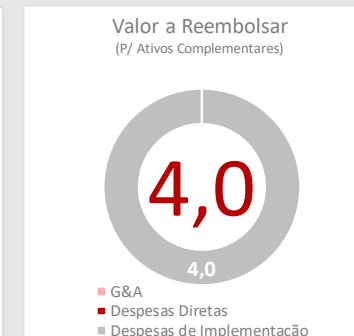 Valor a Reembolsar
(P/ Ativos Complementares)
4,0
4,0
G&A
Despesas Diretas
Despesas de Implementação